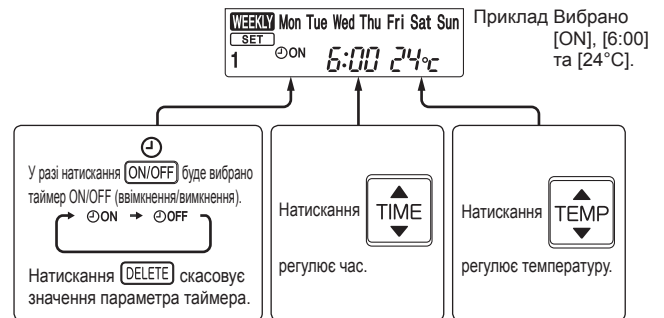 WEEKLY Mon Tue Wed Thu Fri Sat Sun
SET
1 ON 6:00 24°C
Приклад Вибрано
[ON], [6:00]
та [24°C].
У разі натискання ON/OFF буде вибрано
таймер ON/OFF (ввімкнення/вимкнення).
ON → OFF
Натискання DELETE скасовує
значення параметра таймера.
Натискання TIME
регулює час.
Натискання TEMP
регулює температуру.